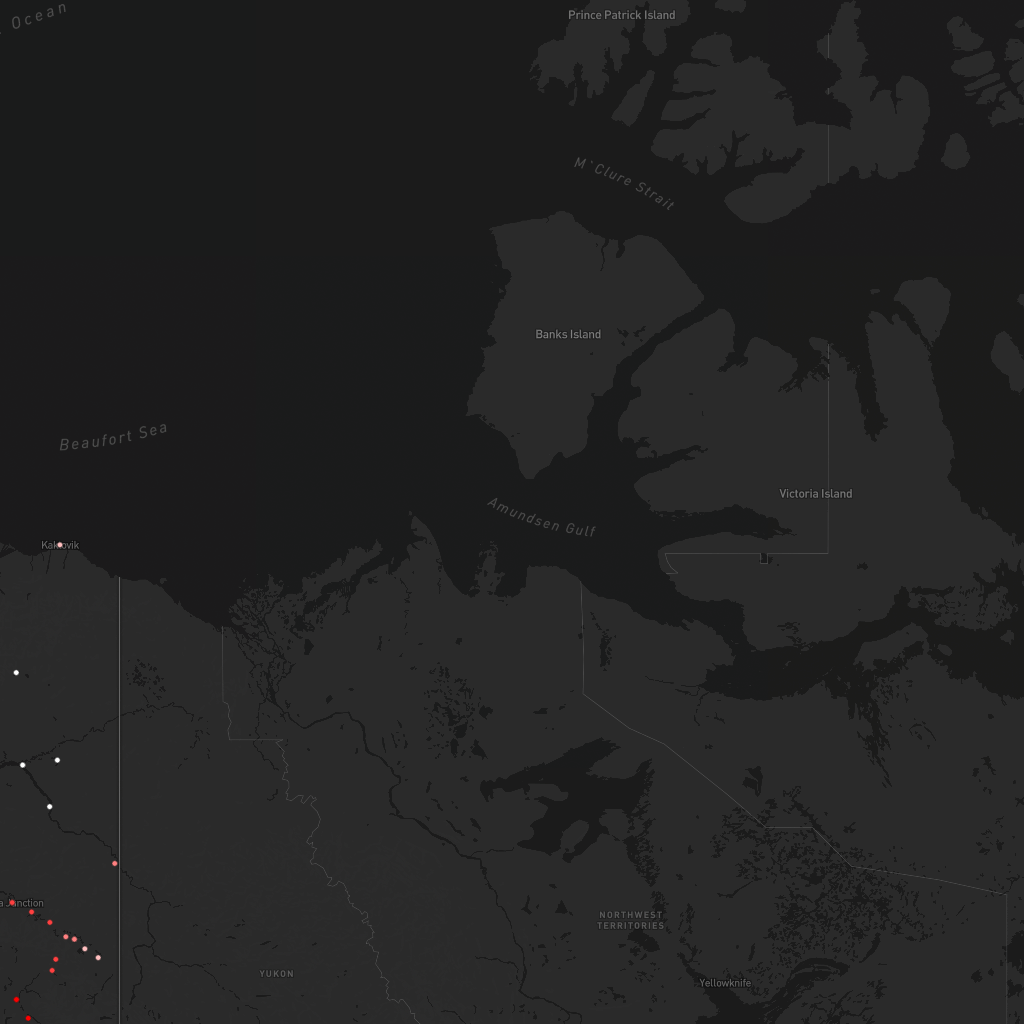 Ocean
Prince Patrick Island
M`Clure Strait
Banks Island
Beaufort Sea
Victoria Island
Amundsen Gulf
a Junction
NORTHWEST
TERRITORIES
YUKON
Yellowknife